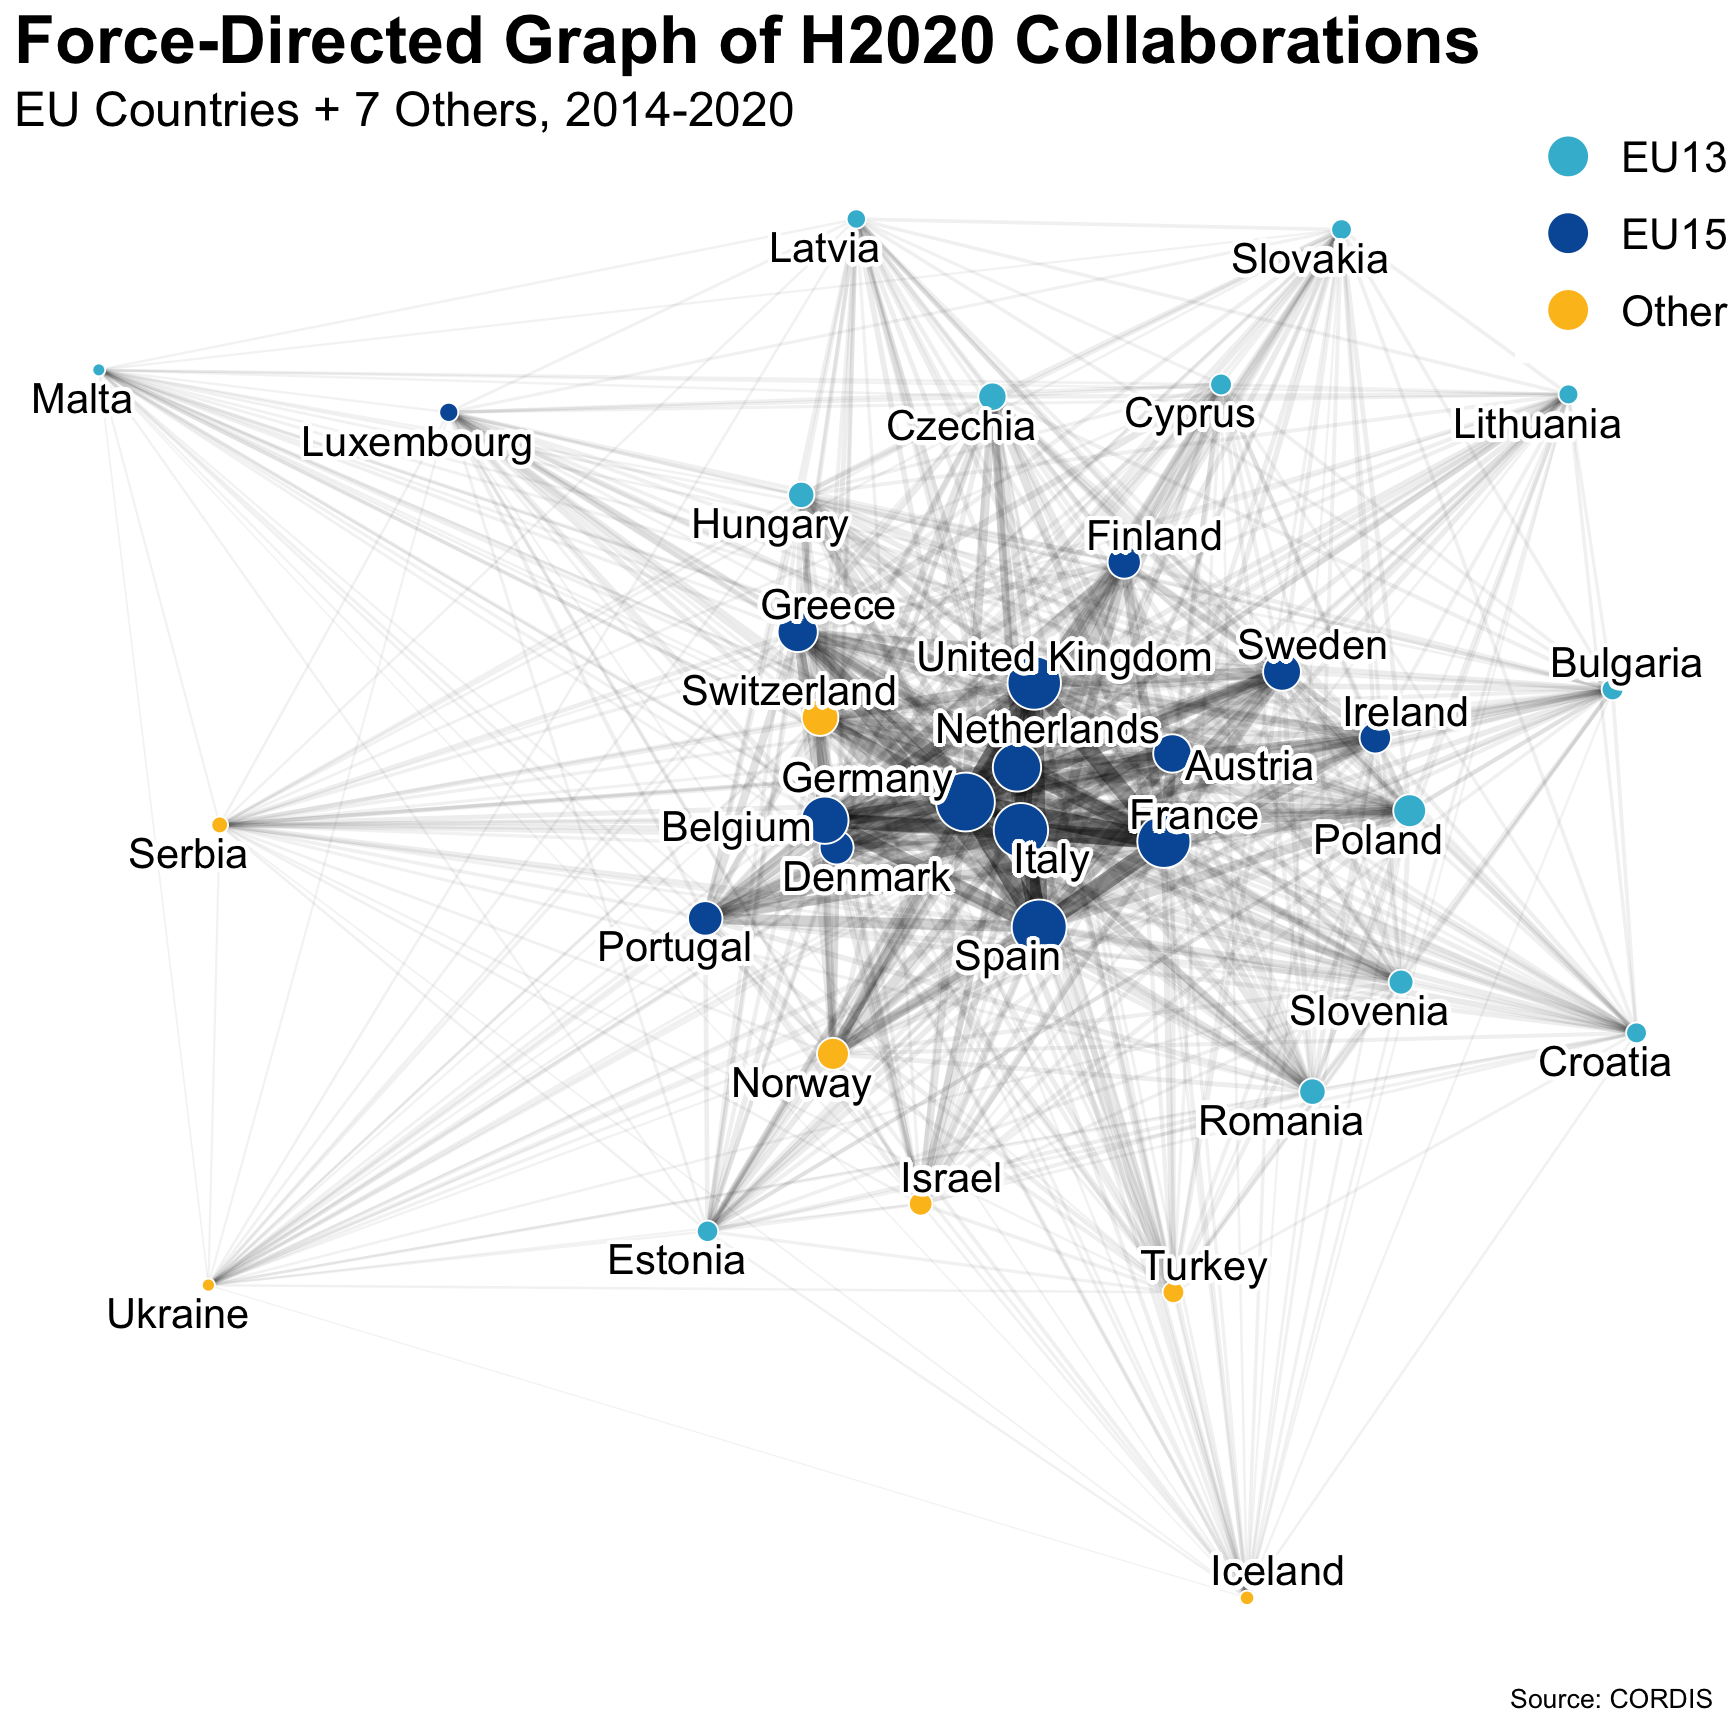 Force-Directed Graph of H2020 Collaborations
EU Countries + 7 Others, 2014-2020
EU13
EU15
Other
Latvia
Slovakia
Malta
Luxembourg
Czechia
Cyprus
Lithuania
Hungary
Finland
Greece
United Kingdom
Sweden
Bulgaria
Switzerland
Netherlands
Ireland
Germany
Austria
Belgium
France
Poland
Serbia
Italy
Denmark
Portugal
Spain
Slovenia
Croatia
Norway
Romania
Israel
Estonia
Turkey
Ukraine
Iceland
Source: CORDIS